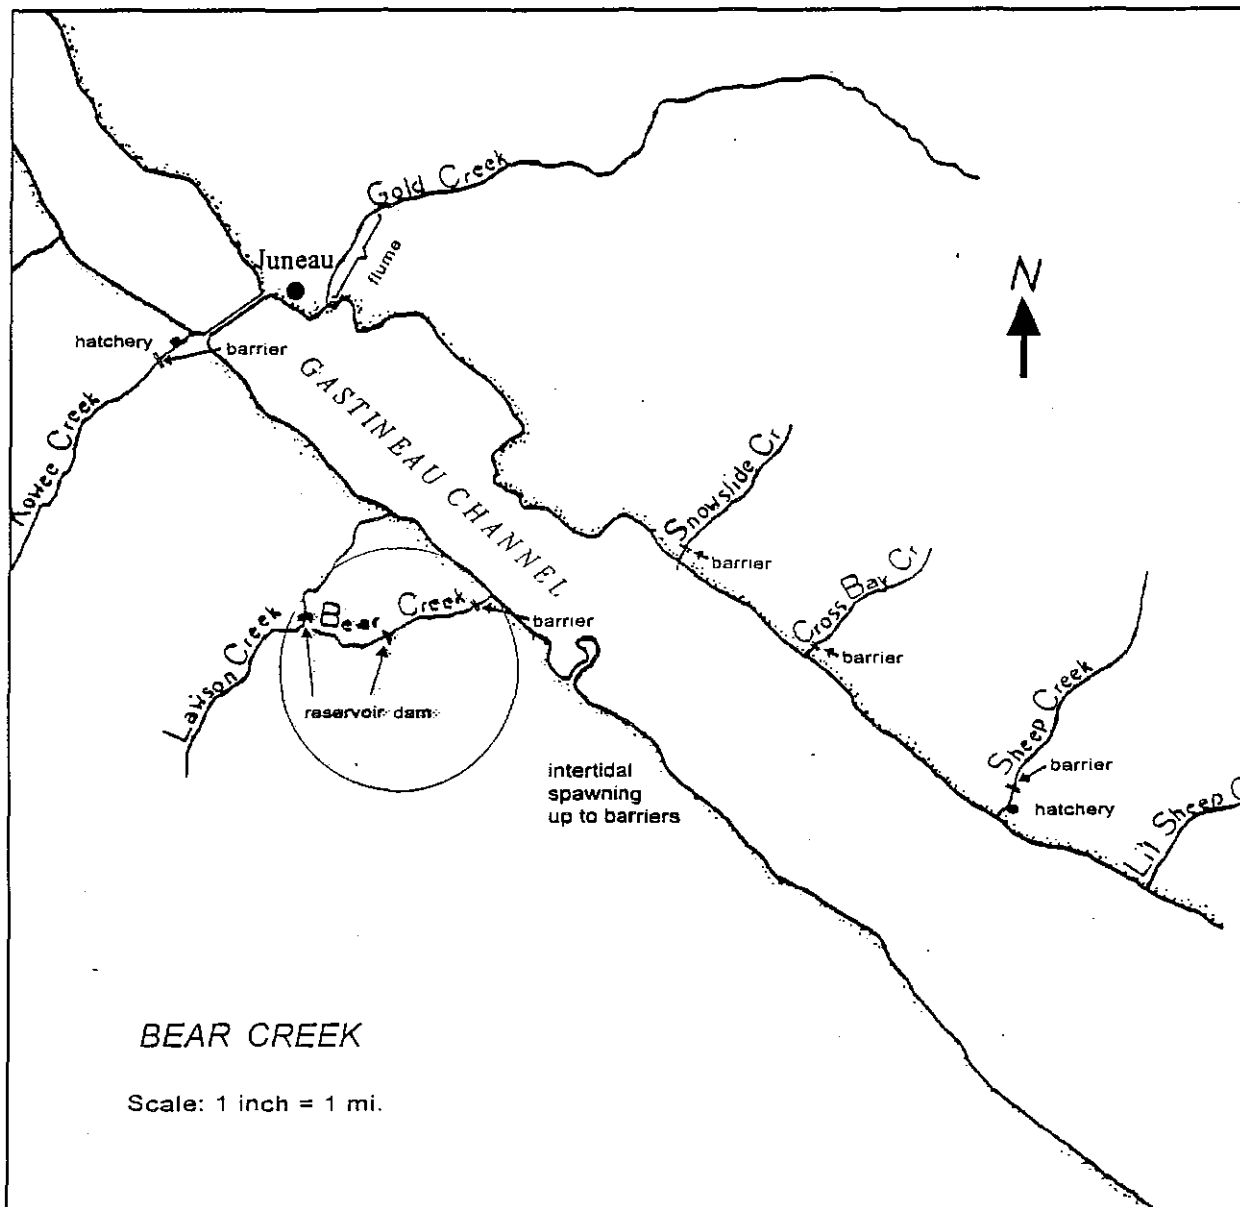 Gold Creek
flume
Juneau
N
hatchery
barrier
Kowee Creek
GASTINEAU CHANNEL
Snowslide Cr
barrier
Cross Bay Cr
barrier
Bear Creek
barrier
Lawson Creek
reservoir dams
Sheep Creek
barrier
hatchery
Lil Sheep C
intertidal
spawning
up to barriers
BEAR CREEK
Scale: 1 inch = 1 mi.